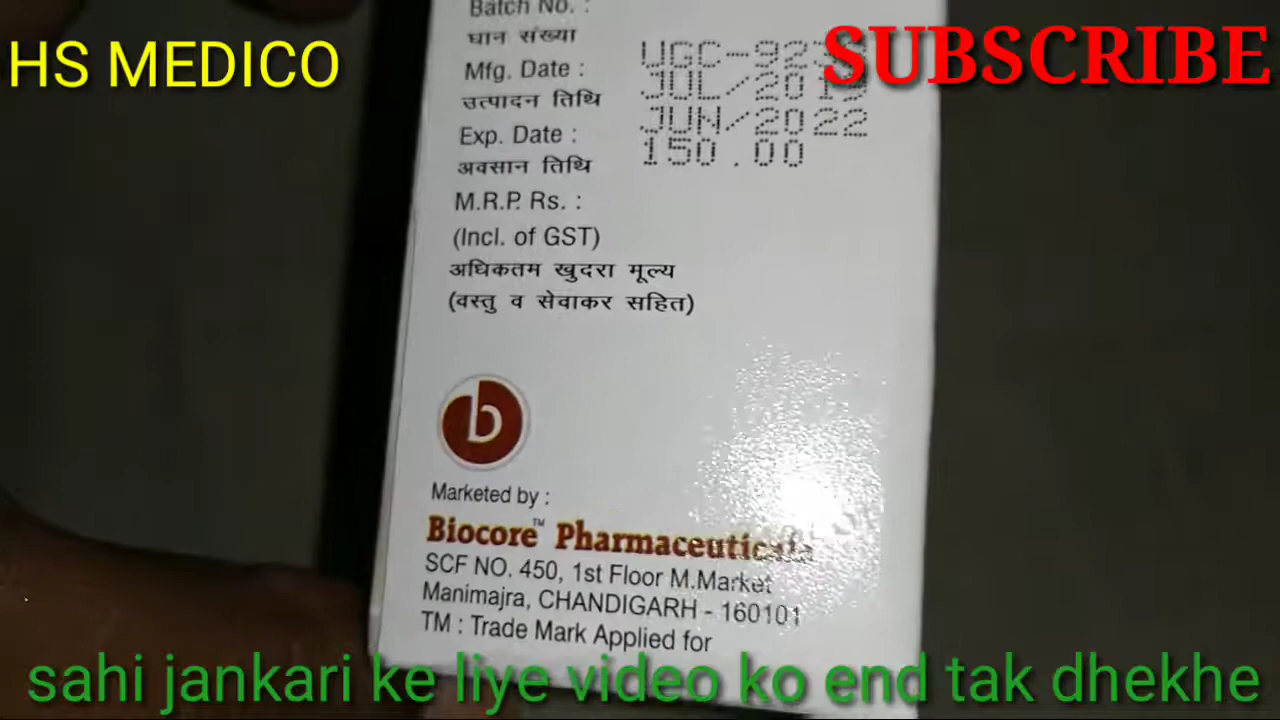 HS MEDICO
SUBSCRIBE
Batch No. :
घान संख्या
Mfg. Date :
उत्पादन तिथि
Exp. Date :
अवसान तिथि
M.R.P. Rs. :
(Incl. of GST)
अधिकतम खुदरा मूल्य
(वस्तु व सेवाकर सहित)
JUL/2019
JUN/2022
150.00
b
Marketed by :
Biocore™ Pharmaceuticals
SCF NO. 450, 1st Floor M.Market
Manimajra, CHANDIGARH - 160101
TM : Trade Mark Applied for
sahi jankari ke liye video ko end tak dhekhe